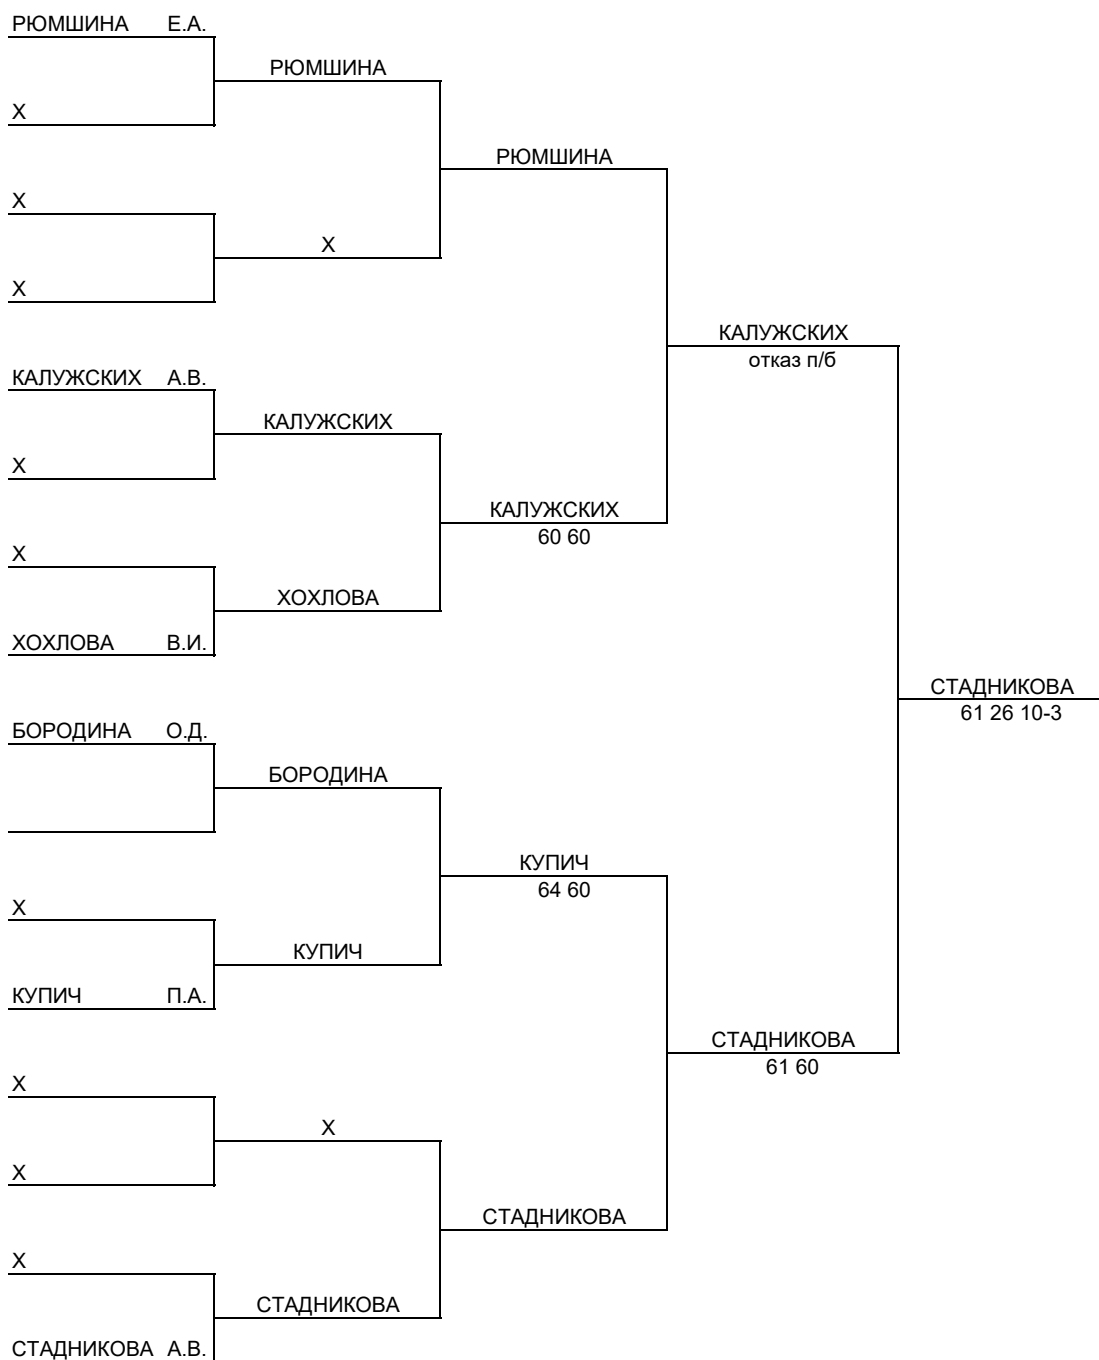 РЮМШИНА Е.А.
РЮМШИНА
X
РЮМШИНА
X
X
X
КАЛУЖСКИХ
отказ п/б
КАЛУЖСКИХ А.В.
КАЛУЖСКИХ
X
КАЛУЖСКИХ
60 60
X
ХОХЛОВА
ХОХЛОВА В.И.
СТАДНИКОВА
61 26 10-3
БОРОДИНА О.Д.
БОРОДИНА
КУПИЧ
64 60
X
КУПИЧ
КУПИЧ П.А.
СТАДНИКОВА
61 60
X
X
X
СТАДНИКОВА
X
СТАДНИКОВА
СТАДНИКОВА А.В.